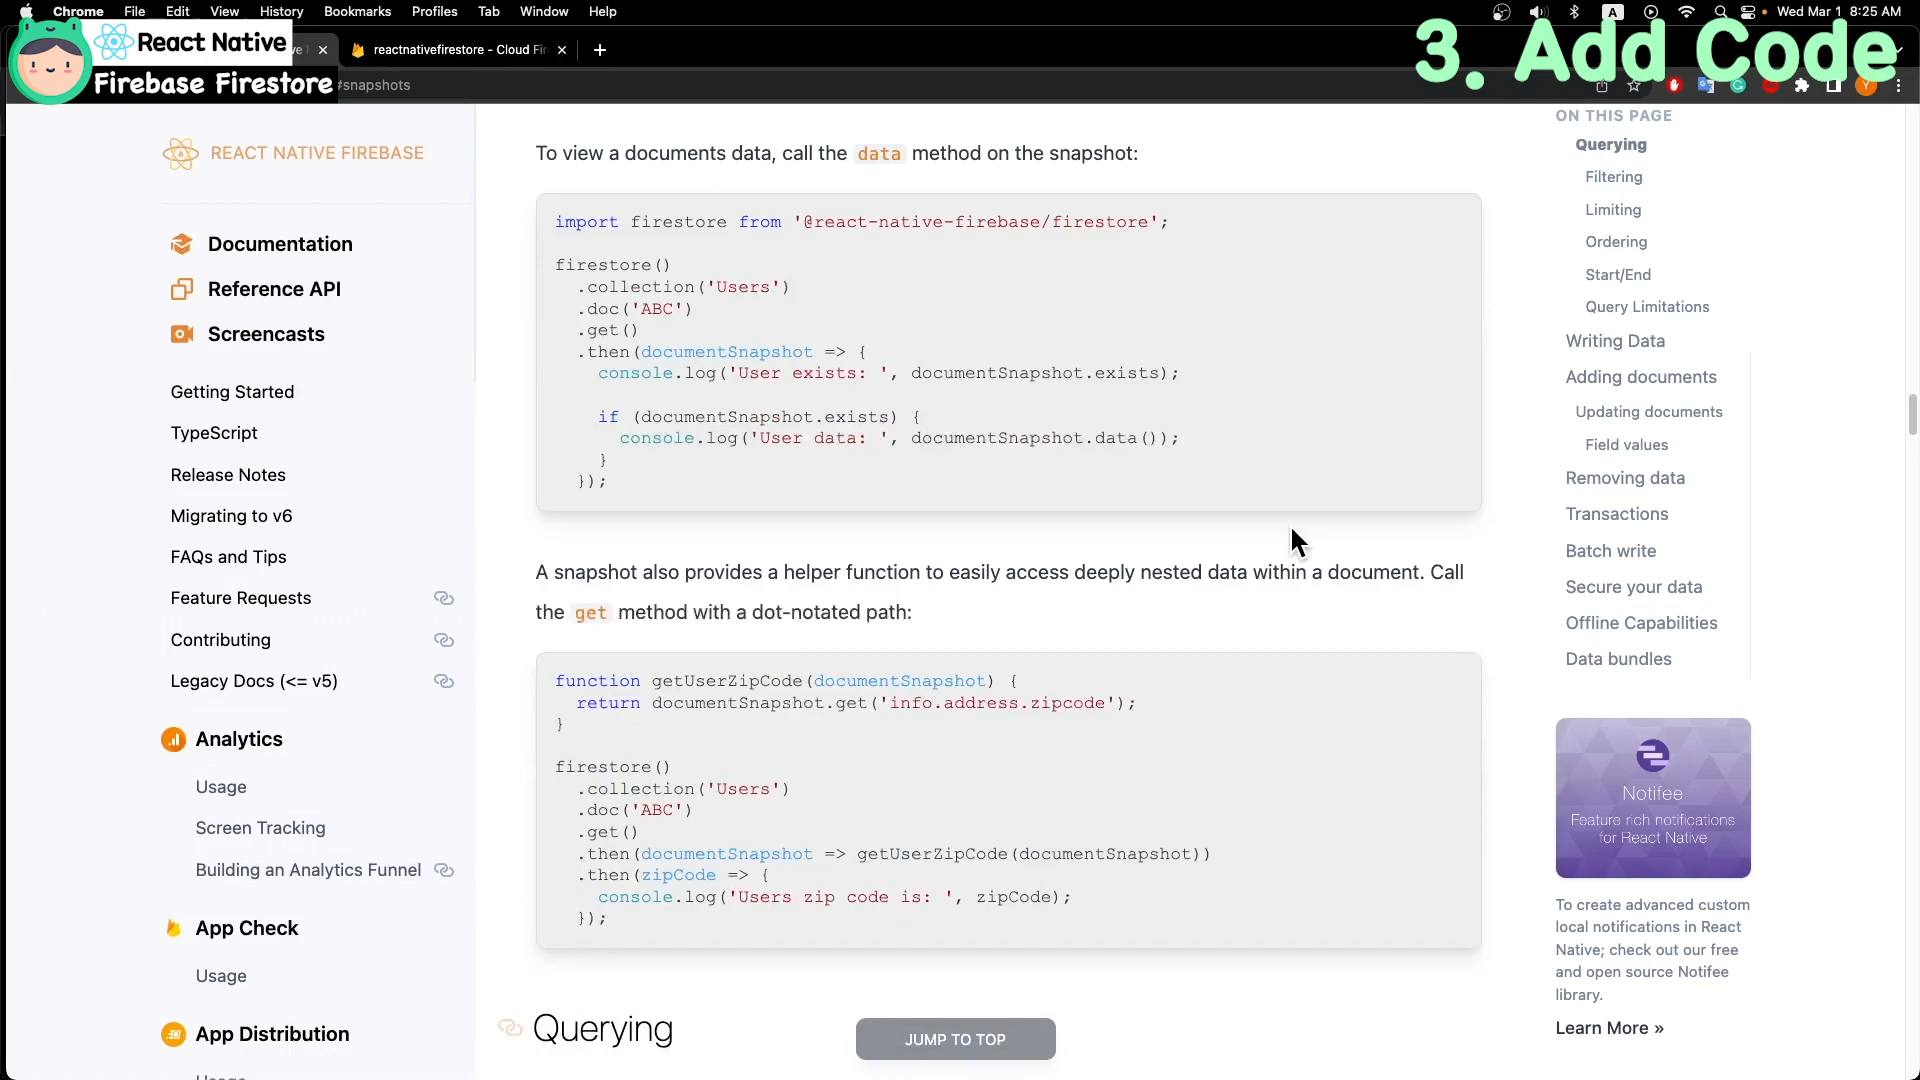 Chrome File Edit View History Bookmarks Profiles Tab Window Help
A Wed Mar 1 8:25 AM
React Native
Firebase Firestore
reactnativefirestore - Cloud Fir
#snapshots
3. Add Code
Y
REACT NATIVE FIREBASE
Documentation
Reference API
Screencasts
Getting Started
TypeScript
Release Notes
Migrating to v6
FAQs and Tips
Feature Requests
Contributing
Legacy Docs (<= v5)
Analytics
Usage
Screen Tracking
Building an Analytics Funnel
App Check
Usage
App Distribution
To view a documents data, call the data method on the snapshot:
import firestore from '@react-native-firebase/firestore';
firestore()
.collection('Users')
.doc('ABC')
.get()
.then(documentSnapshot => {
console.log('User exists: ', documentSnapshot.exists);
if (documentSnapshot.exists) {
console.log('User data: ', documentSnapshot.data());
}
});
A snapshot also provides a helper function to easily access deeply nested data within a document. Call
the get method with a dot-notated path:
function getUserZipCode(documentSnapshot) {
return documentSnapshot.get('info.address.zipcode');
}
firestore()
.collection('Users')
.doc('ABC')
.get()
.then(documentSnapshot => getUserZipCode(documentSnapshot))
.then(zipCode => {
console.log('Users zip code is: ', zipCode);
});
Querying
JUMP TO TOP
ON THIS PAGE
Querying
Filtering
Limiting
Ordering
Start/End
Query Limitations
Writing Data
Adding documents
Updating documents
Field values
Removing data
Transactions
Batch write
Secure your data
Offline Capabilities
Data bundles
Notifee
Feature rich notifications
for React Native
To create advanced custom
local notifications in React
Native; check out our free
and open source Notifee
library.
Learn More »